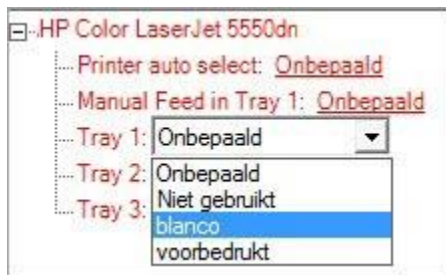 HP Color LaserJet 5550dn
Printer auto select: Onbepaald
Manual Feed in Tray 1: Onbepaald
Tray 1: Onbepaald
Tray 2: Onbepaald
Niet gebruikt
Tray 3: blanco
voorbedrukt